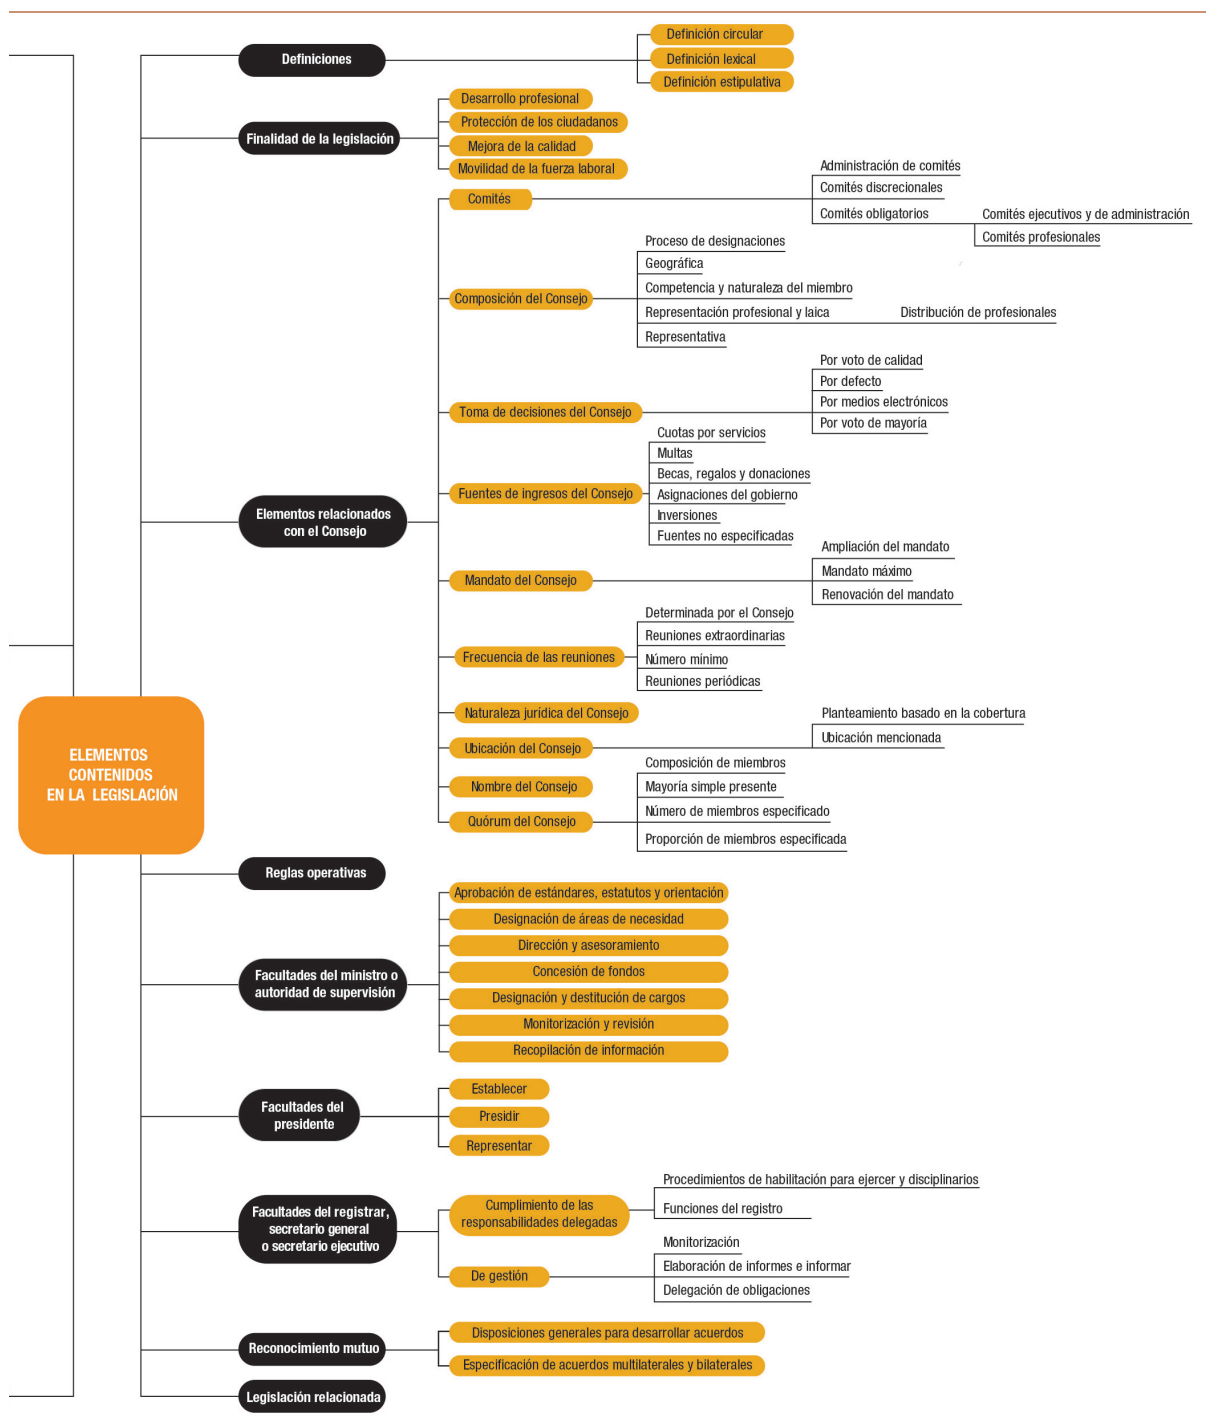 Definiciones
Definición circular
Definición lexical
Definición estipulativa
Finalidad de la legislación
Desarrollo profesional
Protección de los ciudadanos
Mejora de la calidad
Movilidad de la fuerza laboral
Elementos relacionados
con el Consejo
Comités
Administración de comités
Comités discrecionales
Comités obligatorios
Comités ejecutivos y de administración
Comités profesionales
Composición del Consejo
Proceso de designaciones
Geográfica
Competencia y naturaleza del miembro
Representación profesional y laica
Distribución de profesionales
Representativa
Toma de decisiones del Consejo
Por voto de calidad
Por defecto
Por medios electrónicos
Por voto de mayoría
Fuentes de ingresos del Consejo
Cuotas por servicios
Multas
Becas, regalos y donaciones
Asignaciones del gobierno
Inversiones
Fuentes no especificadas
Mandato del Consejo
Ampliación del mandato
Mandato máximo
Renovación del mandato
Frecuencia de las reuniones
Determinada por el Consejo
Reuniones extraordinarias
Número mínimo
Reuniones periódicas
Naturaleza jurídica del Consejo
Ubicación del Consejo
Planteamiento basado en la cobertura
Ubicación mencionada
Nombre del Consejo
Quórum del Consejo
Composición de miembros
Mayoría simple presente
Número de miembros especificado
Proporción de miembros especificada
ELEMENTOS
CONTENIDOS
EN LA LEGISLACIÓN
Reglas operativas
Facultades del ministro o
autoridad de supervisión
Aprobación de estándares, estatutos y orientación
Designación de áreas de necesidad
Dirección y asesoramiento
Concesión de fondos
Designación y destitución de cargos
Monitorización y revisión
Recopilación de información
Facultades del
presidente
Establecer
Presidir
Representar
Facultades del registrar,
secretario general
o secretario ejecutivo
Cumplimiento de las
responsabilidades delegadas
Procedimientos de habilitación para ejercer y disciplinarios
Funciones del registro
De gestión
Monitorización
Elaboración de informes e informar
Delegación de obligaciones
Reconocimiento mutuo
Disposiciones generales para desarrollar acuerdos
Especificación de acuerdos multilaterales y bilaterales
Legislación relacionada